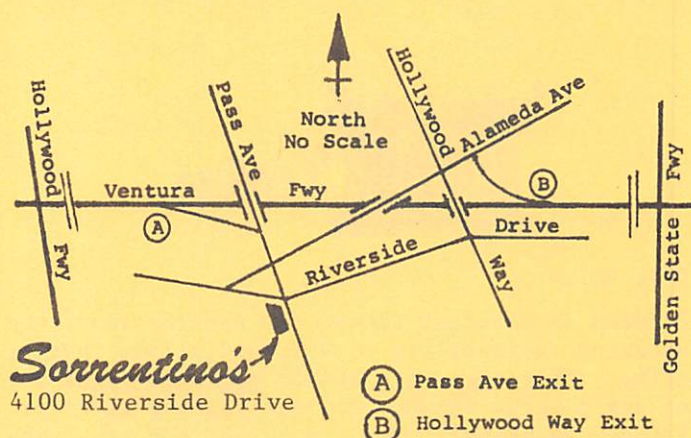 Hollywood
Fwy
Pass Ave
North
No Scale
Hollywood
Way
Alameda Ave
Ventura
Fwy
A
B
Golden State Fwy
Riverside
Drive
Sorrentino's
4100 Riverside Drive
A Pass Ave Exit
B Hollywood Way Exit